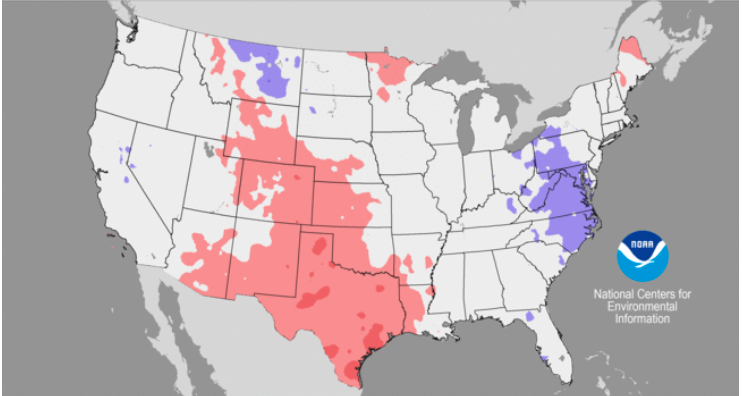 NOAA
National Centers for
Environmental
Information